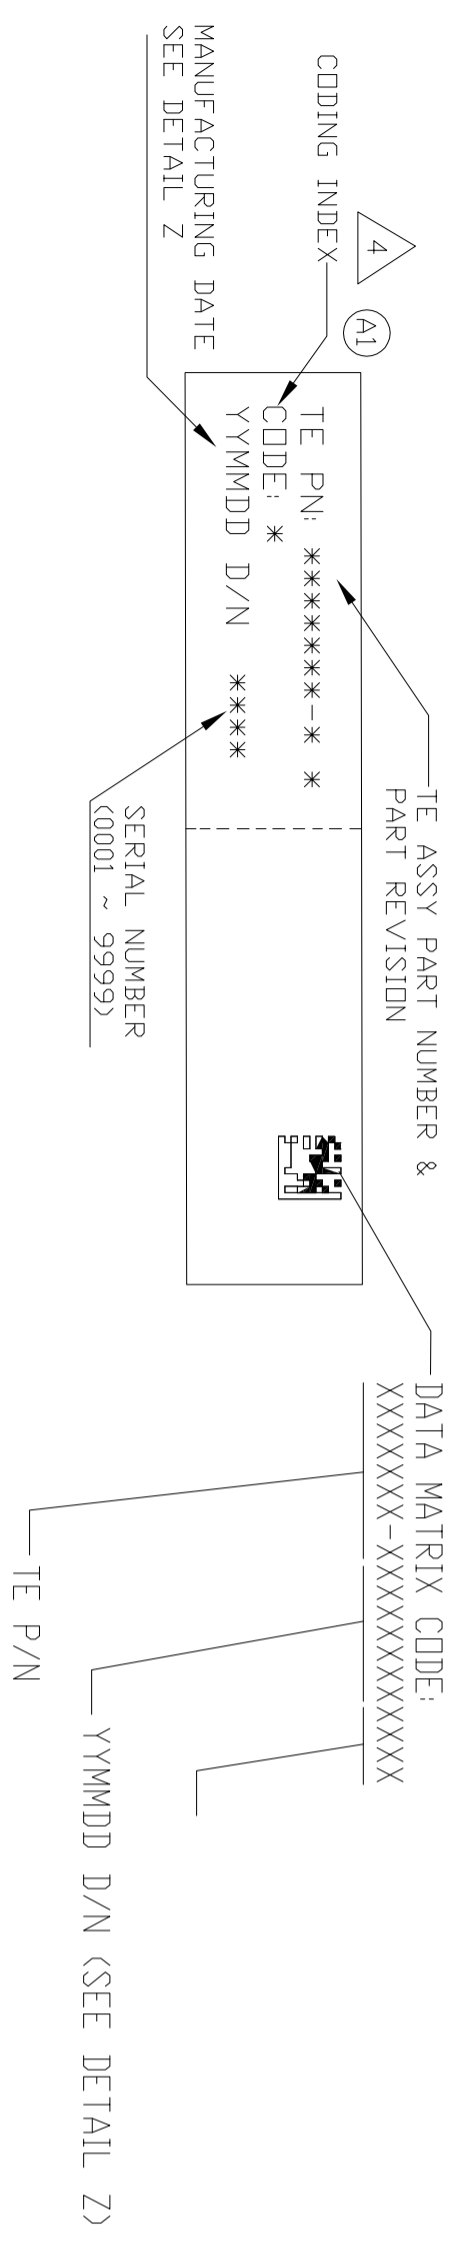 CODING INDEX
4
A1
MANUFACTURING DATE
SEE DETAIL Z
TE PN: *******-* *
CODE: *
YYMMDD D/N ****
TE ASSY PART NUMBER &
PART REVISION
SERIAL NUMBER
(0001 ~ 9999)
DATA MATRIX CODE:
XXXXXXX-XXXXXXXXXXXX
YYMMDD D/N (SEE DETAIL Z)
TE P/N